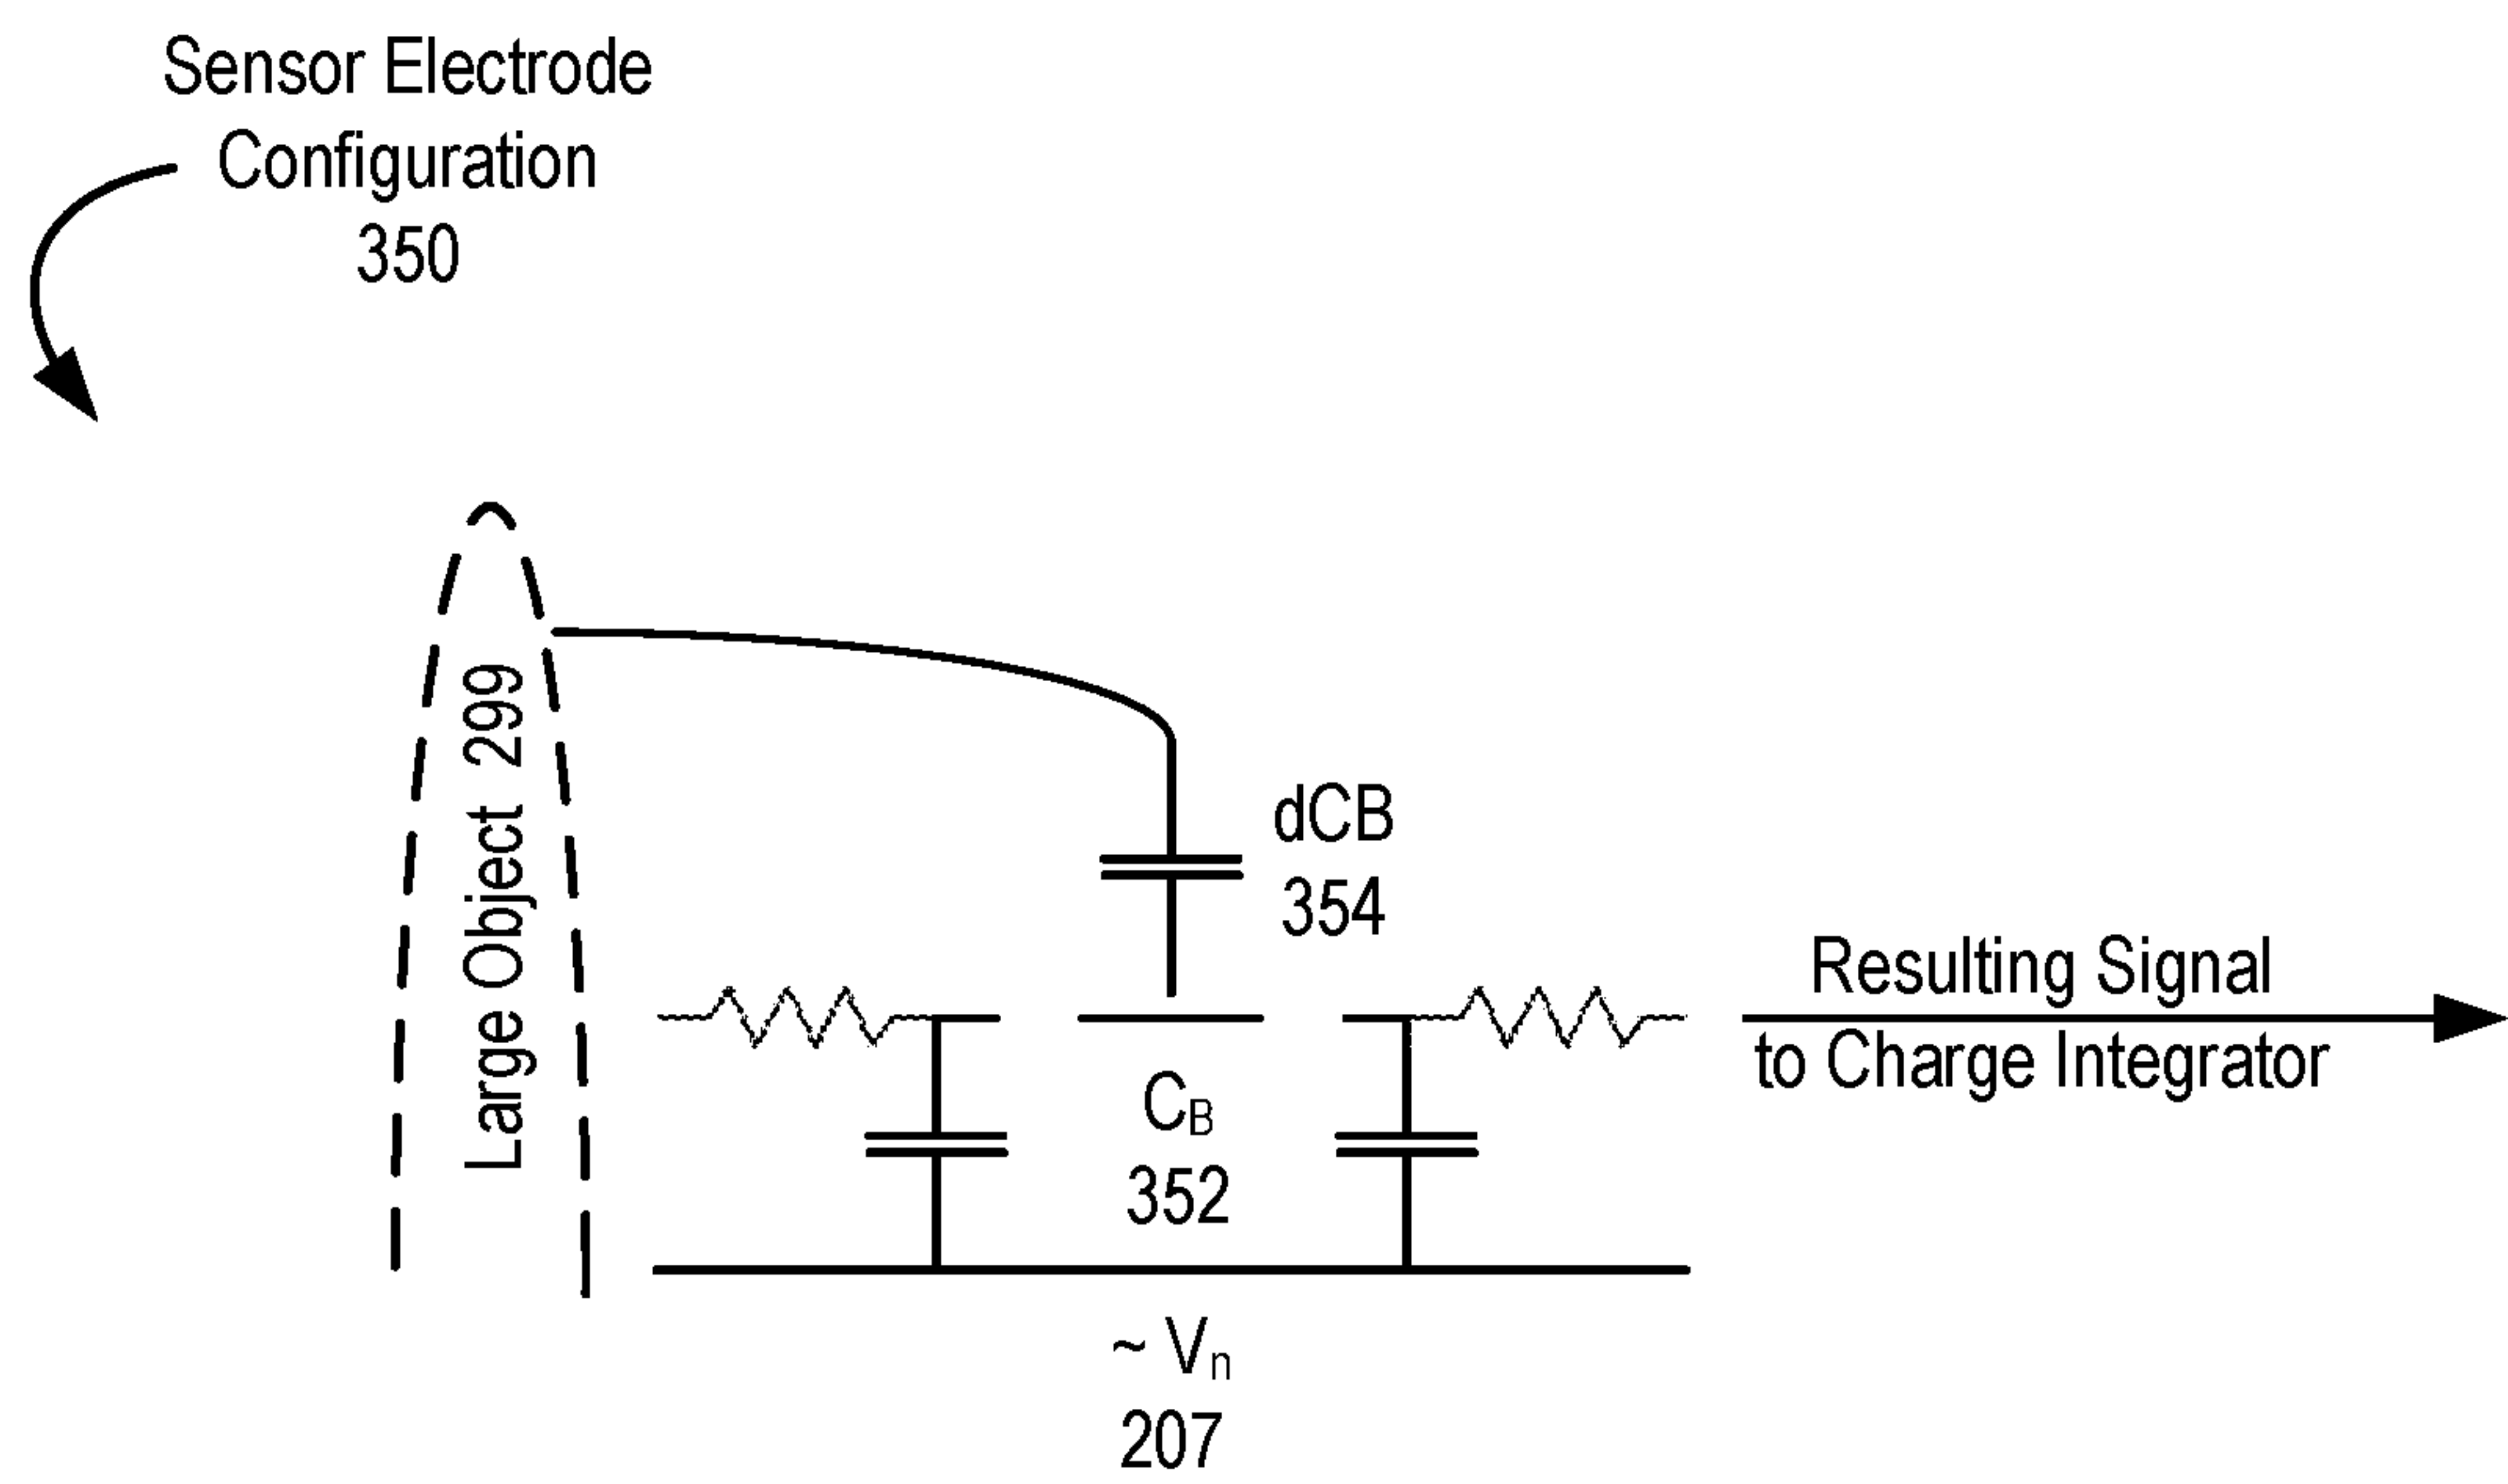 Sensor Electrode
Configuration
350
Large Object 299
dCB
354
Resulting Signal
to Charge Integrator
CB
352
~ Vn
207